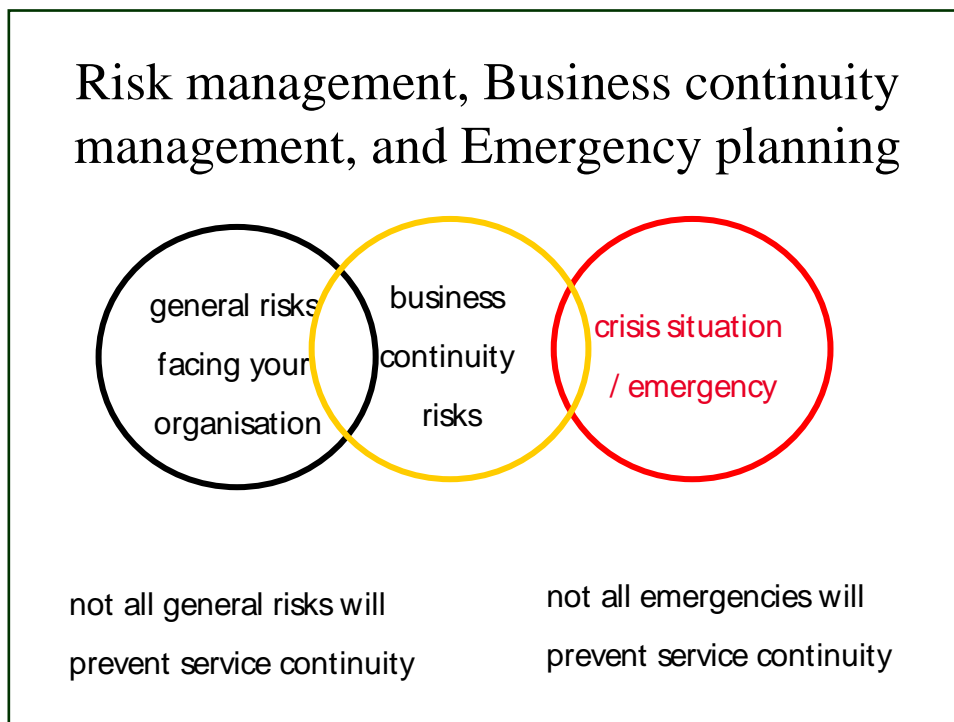 Risk management, Business continuity
management, and Emergency planning
general risks
facing your
organisation
business
continuity
risks
crisis situation
/ emergency
not all general risks will
prevent service continuity
not all emergencies will
prevent service continuity